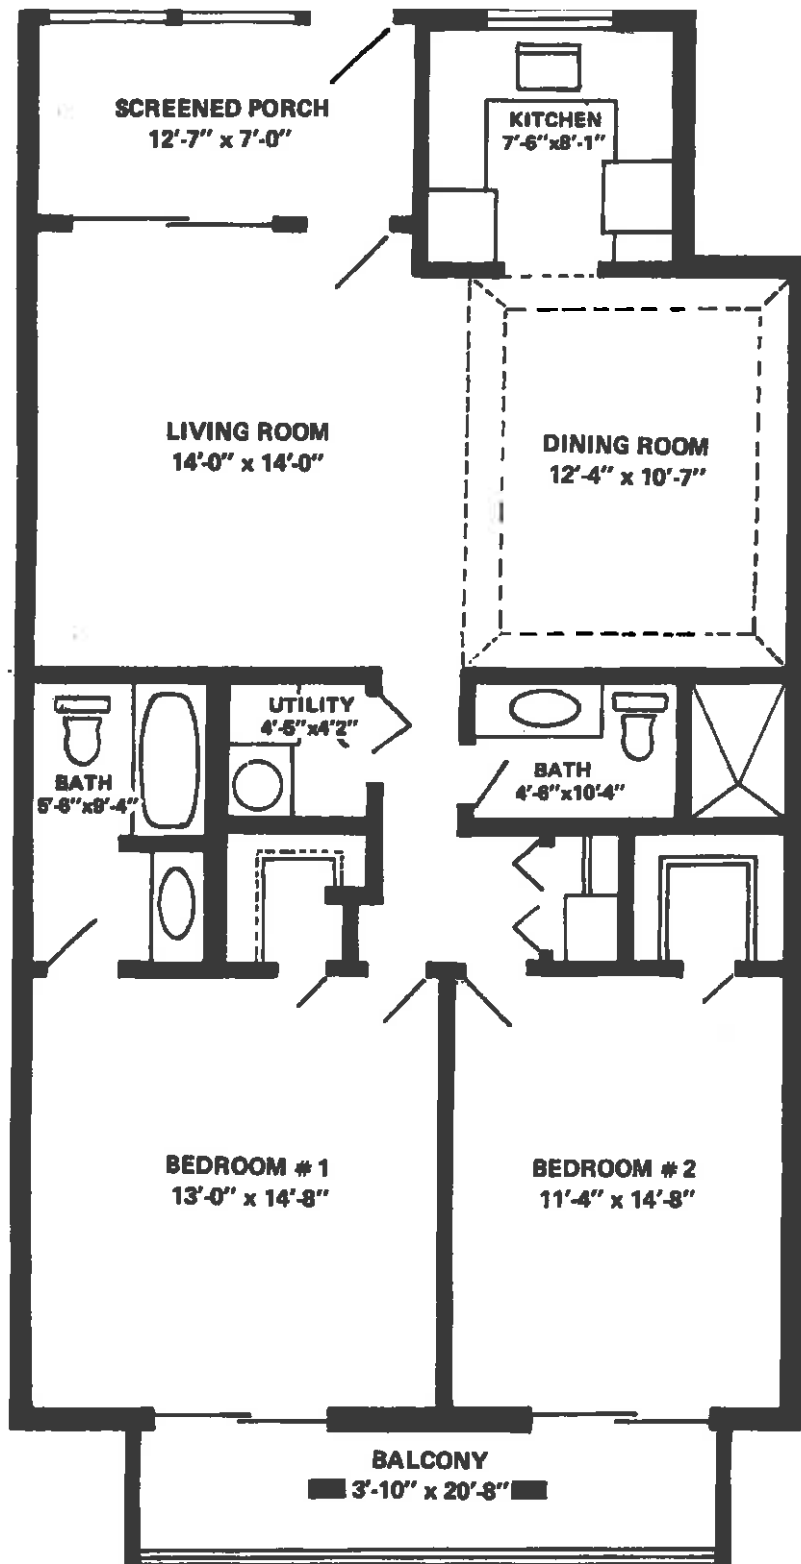 SCREENED PORCH
12'-7" x 7'-0"
KITCHEN
7'-6"x8'-1"
LIVING ROOM
14'-0" x 14'-0"
DINING ROOM
12'-4" x 10'-7"
UTILITY
4'-5"x4'2"
BATH
5'-6"x9'-4"
BATH
4'-6"x10'-4"
BEDROOM # 1
13'-0" x 14'-8"
BEDROOM # 2
11'-4" x 14'-8"
BALCONY
3'-10" x 20'-8"